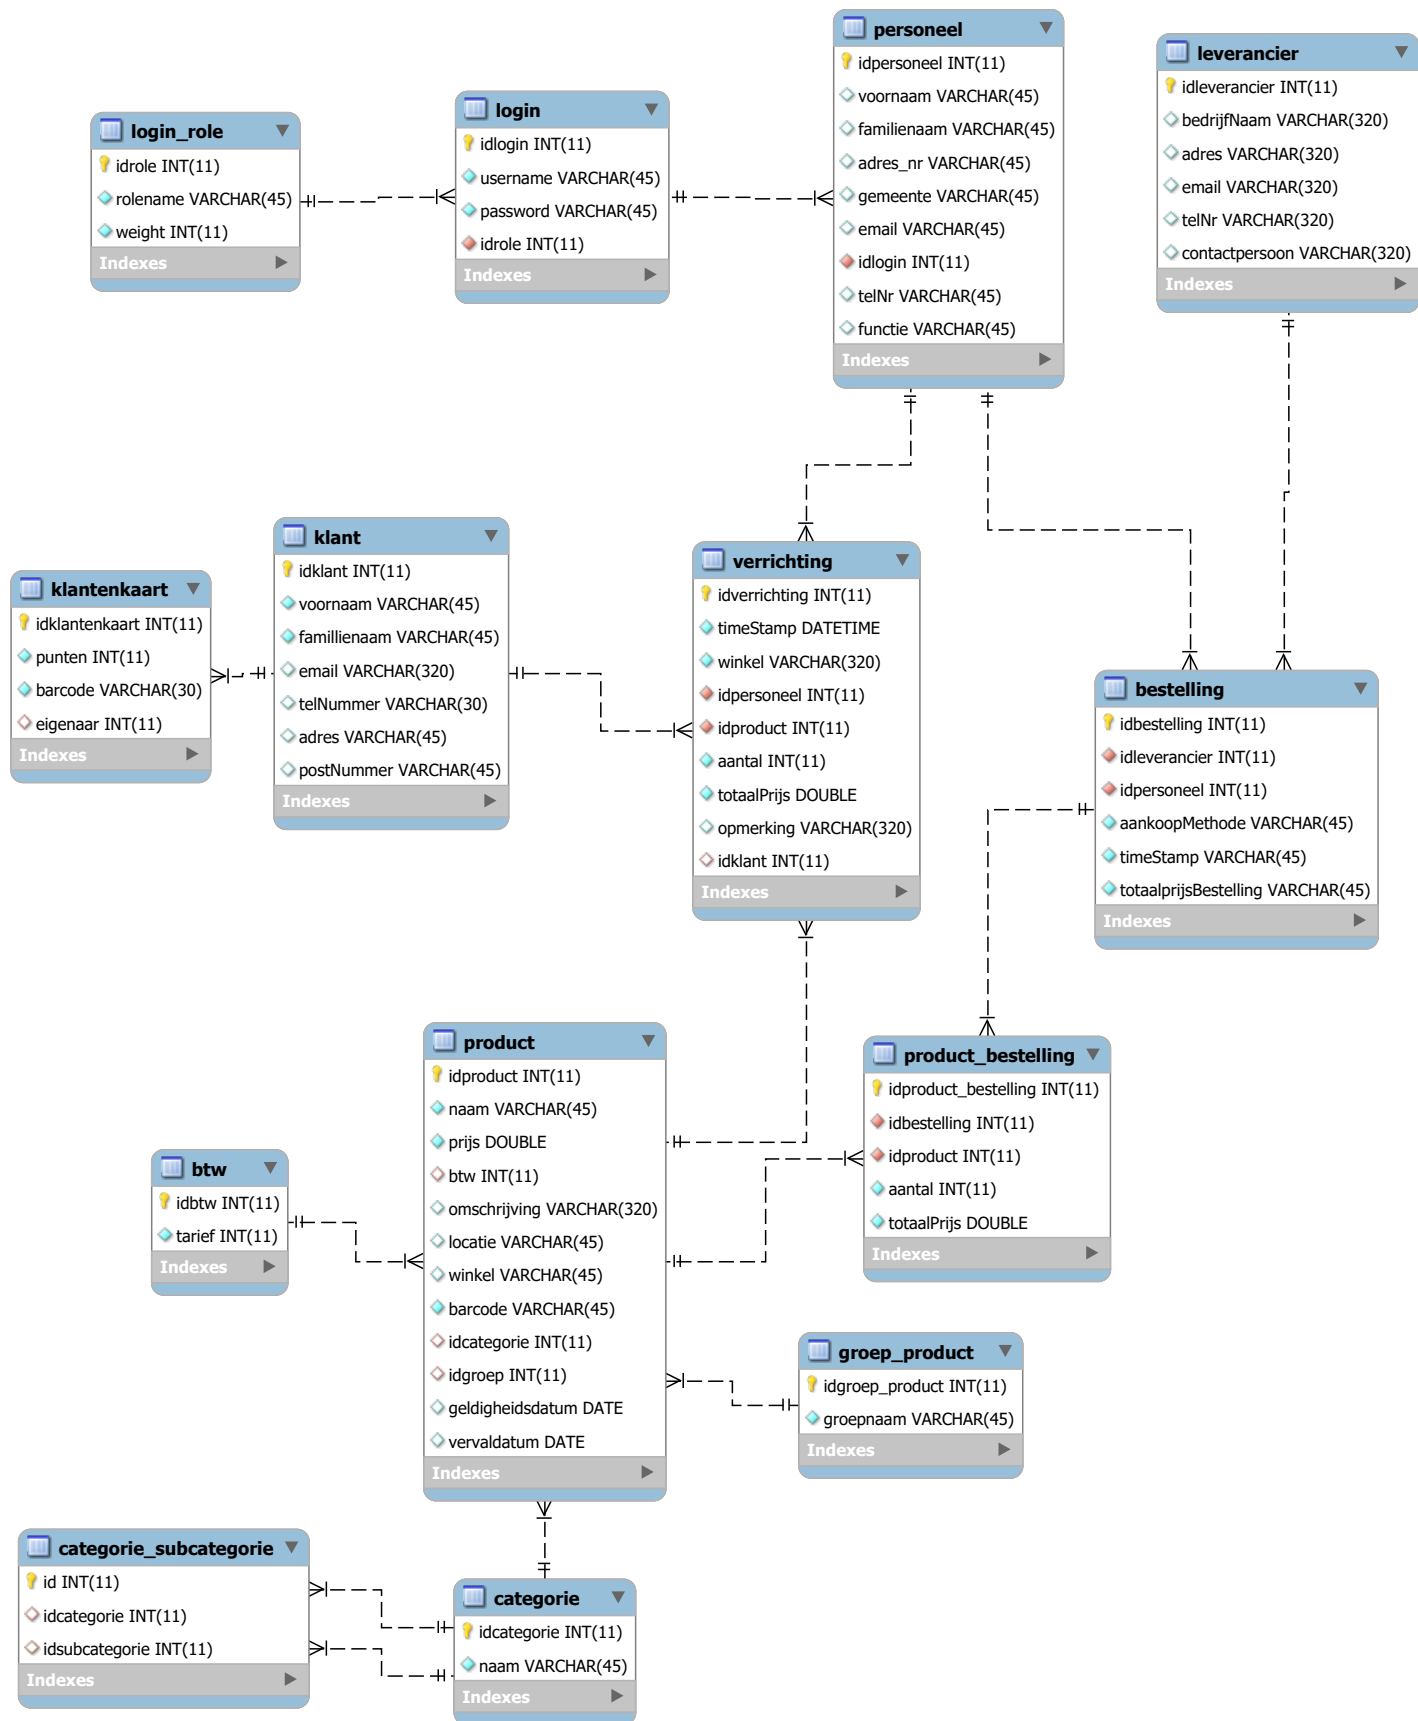 personeel
idpersoneel INT(11)
voornaam VARCHAR(45)
familienaam VARCHAR(45)
adres_nr VARCHAR(45)
gemeente VARCHAR(45)
email VARCHAR(45)
idlogin INT(11)
telNr VARCHAR(45)
functie VARCHAR(45)
Indexes
leverancier
idleverancier INT(11)
bedrijfNaam VARCHAR(320)
adres VARCHAR(320)
email VARCHAR(320)
telNr VARCHAR(320)
contactpersoon VARCHAR(320)
Indexes
login_role
idrole INT(11)
rolename VARCHAR(45)
weight INT(11)
Indexes
login
idlogin INT(11)
username VARCHAR(45)
password VARCHAR(45)
idrole INT(11)
Indexes
klantenkaart
idklantenkaart INT(11)
punten INT(11)
barcode VARCHAR(30)
eigenaar INT(11)
Indexes
klant
idklant INT(11)
voornaam VARCHAR(45)
famillienaam VARCHAR(45)
email VARCHAR(320)
telNummer VARCHAR(30)
adres VARCHAR(45)
postNummer VARCHAR(45)
Indexes
verrichting
idverrichting INT(11)
timeStamp DATETIME
winkel VARCHAR(320)
idpersoneel INT(11)
idproduct INT(11)
aantal INT(11)
totaalPrijs DOUBLE
opmerking VARCHAR(320)
idklant INT(11)
Indexes
bestelling
idbestelling INT(11)
idleverancier INT(11)
idpersoneel INT(11)
aankoopMethode VARCHAR(45)
timeStamp VARCHAR(45)
totaalprijsBestelling VARCHAR(45)
Indexes
product
idproduct INT(11)
naam VARCHAR(45)
prijs DOUBLE
btw INT(11)
omschrijving VARCHAR(320)
locatie VARCHAR(45)
winkel VARCHAR(45)
barcode VARCHAR(45)
idcategorie INT(11)
idgroep INT(11)
geldigheidsdatum DATE
vervaldatum DATE
Indexes
product_bestelling
idproduct_bestelling INT(11)
idbestelling INT(11)
idproduct INT(11)
aantal INT(11)
totaalPrijs DOUBLE
Indexes
btw
idbtw INT(11)
tarief INT(11)
Indexes
groep_product
idgroep_product INT(11)
groepnaam VARCHAR(45)
Indexes
categorie_subcategorie
id INT(11)
idcategorie INT(11)
idsubcategorie INT(11)
Indexes
categorie
idcategorie INT(11)
naam VARCHAR(45)
Indexes